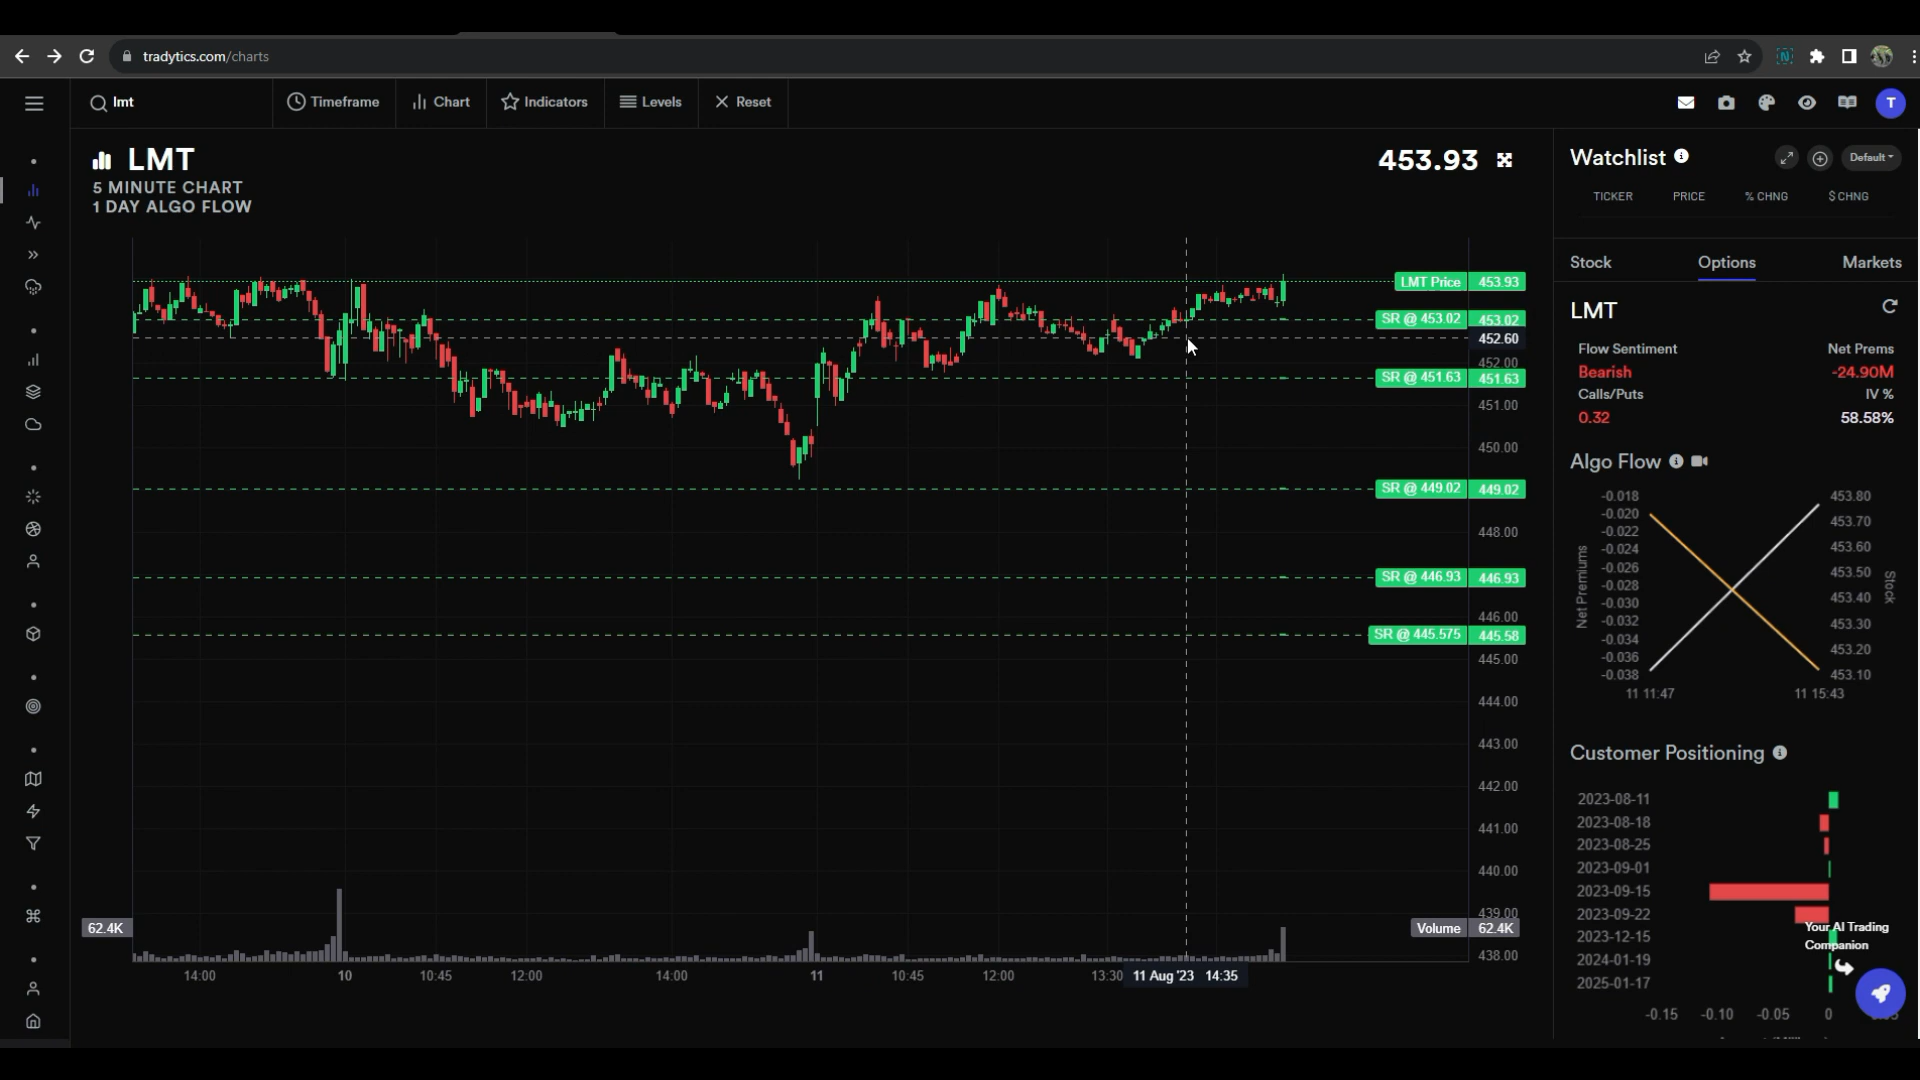 tradytics.com/charts
lmt
Timeframe
Chart
Indicators
Levels
Reset
T
LMT
5 MINUTE CHART
1 DAY ALGO FLOW
453.93
LMT Price 453.93
SR @ 453.02 453.02
452.60
452.00
SR @ 451.63 451.63
451.00
450.00
SR @ 449.02 449.02
448.00
SR @ 446.93 446.93
446.00
SR @ 445.575 445.58
445.00
444.00
443.00
442.00
441.00
440.00
439.00
62.4K
Volume 62.4K
438.00
14:00 10 10:45 12:00 14:00 11 10:45 12:00 13:30 11 Aug '23 14:35
Watchlist
Default
TICKER PRICE % CHNG $ CHNG
Stock Options Markets
LMT
Flow Sentiment Net Prems
Bearish -24.90M
Calls/Puts IV %
0.32 58.58%
Algo Flow
-0.018
-0.020
-0.022
-0.024
-0.026
-0.028
-0.030
-0.032
-0.034
-0.036
-0.038
Net Premiums
453.80
453.70
453.60
453.50
453.40
453.30
453.20
453.10
Stock
11 11:47 11 15:43
Customer Positioning
2023-08-11
2023-08-18
2023-08-25
2023-09-01
2023-09-15
2023-09-22
2023-12-15
2024-01-19
2025-01-17
Your AI Trading
Companion
-0.15 -0.10 -0.05 0